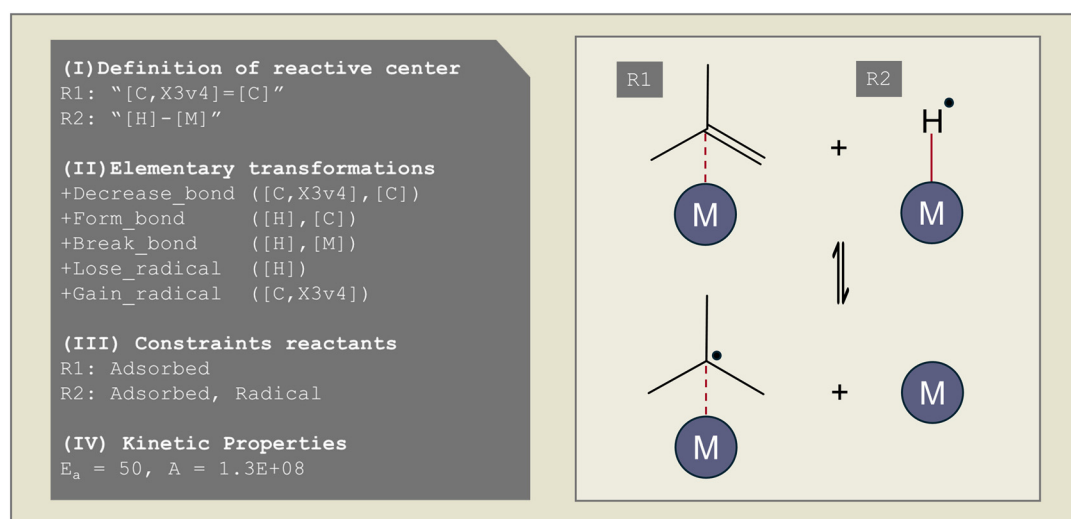 (I)Definition of reactive center
R1: “[C,X3v4]=[C]”
R2: “[H]-[M]”
(II)Elementary transformations
+Decrease_bond ([C,X3v4],[C])
+Form_bond ([H],[C])
+Break_bond ([H],[M])
+Lose_radical ([H])
+Gain_radical ([C,X3v4])
(III) Constraints reactants
R1: Adsorbed
R2: Adsorbed, Radical
(IV) Kinetic Properties
Eₐ = 50, A = 1.3E+08
R1 R2
H
+
M M
+
M M